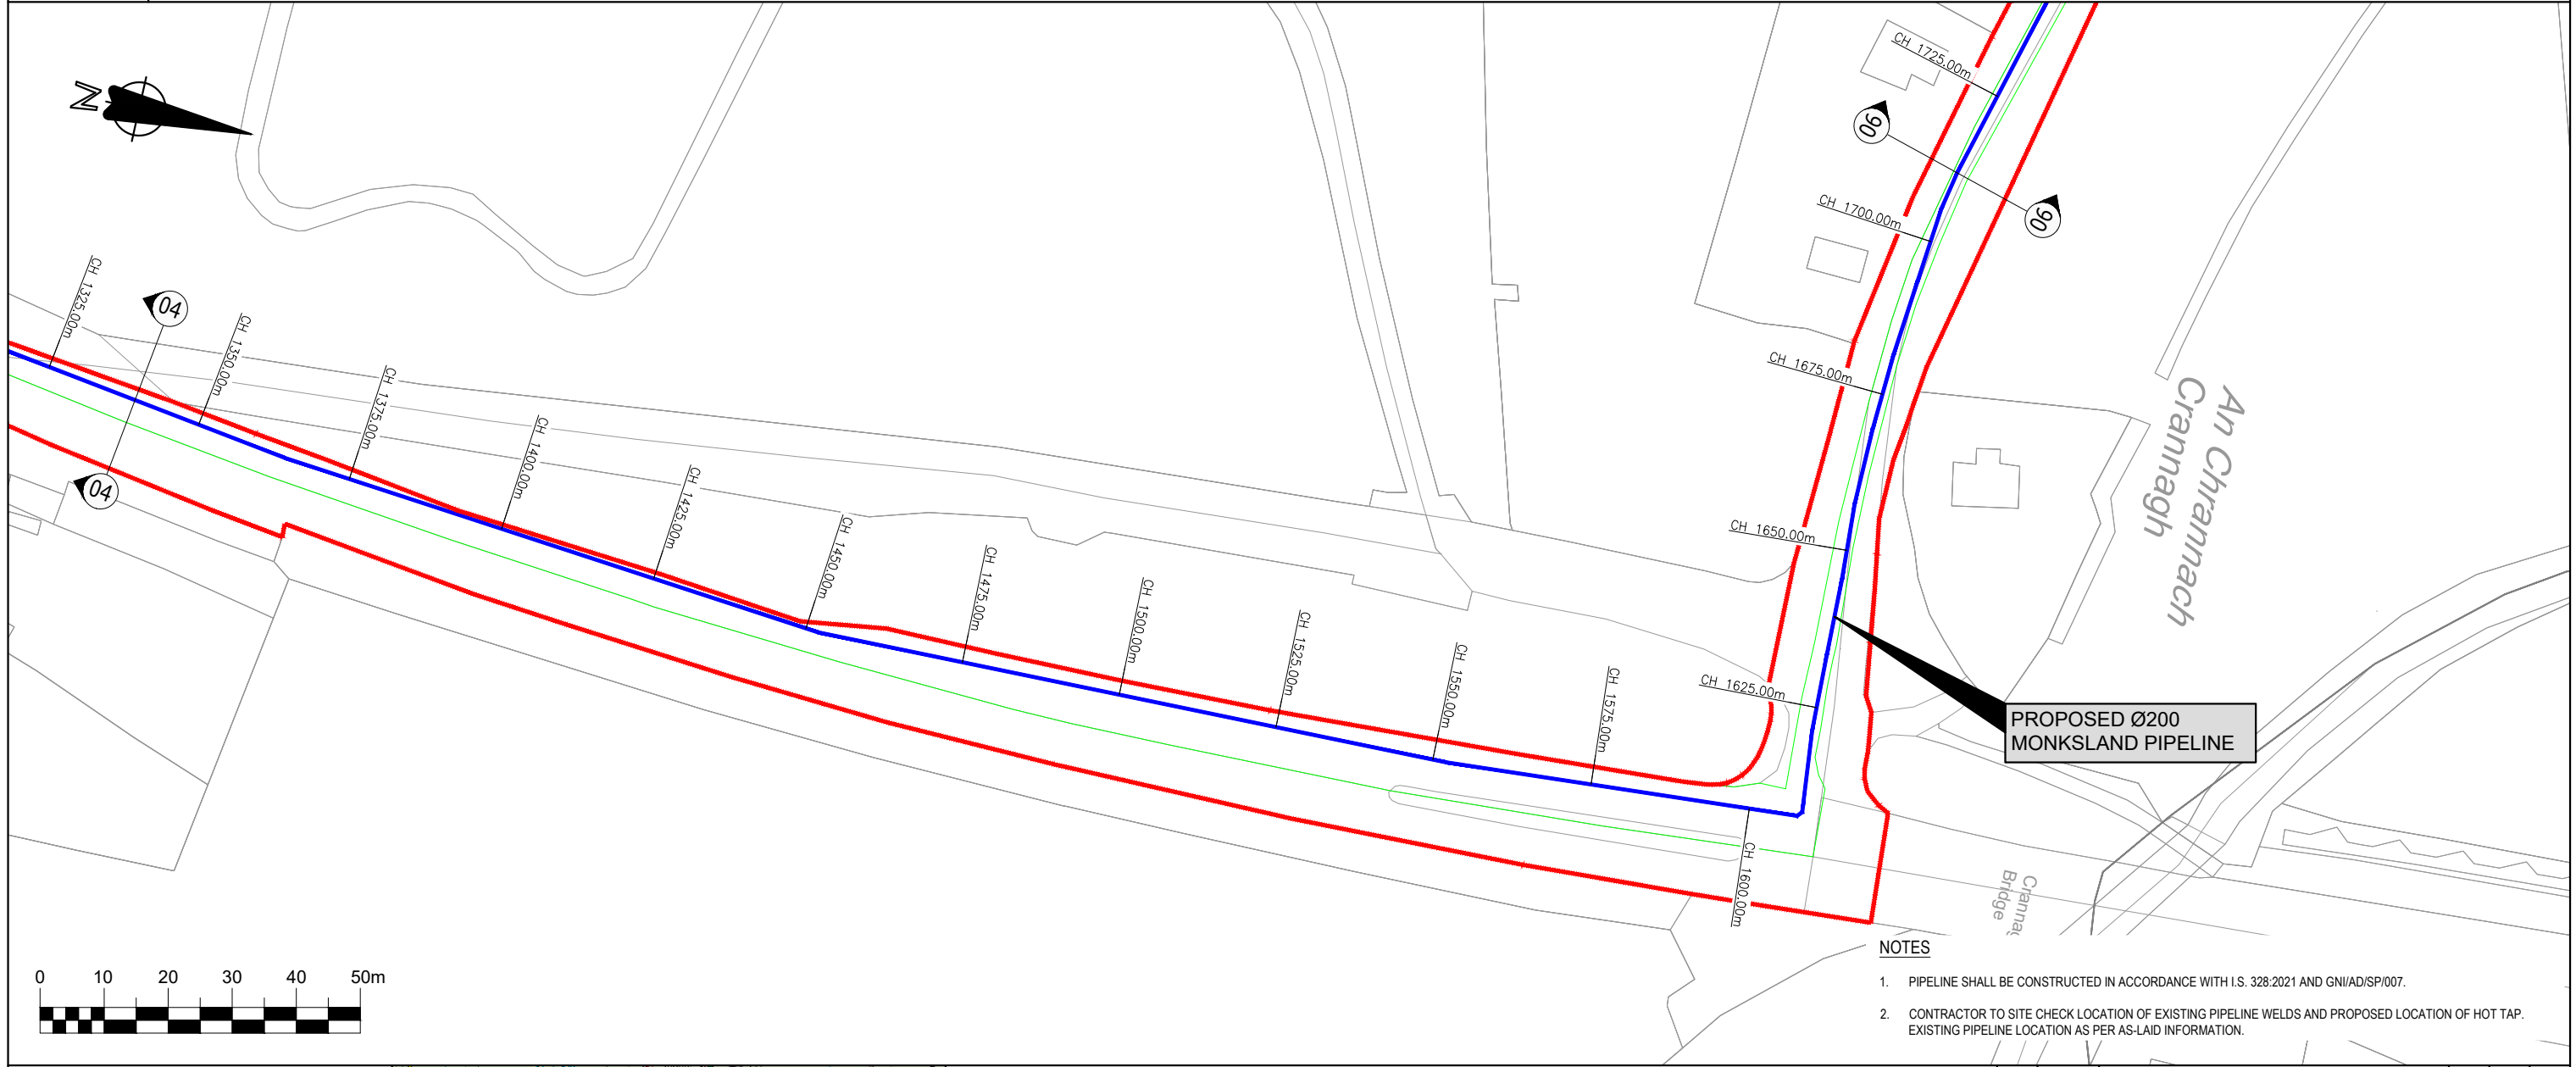 N
CH 1325.00m
04
04
CH 1350.00m
CH 1375.00m
CH 1400.00m
CH 1425.00m
CH 1450.00m
CH 1475.00m
CH 1500.00m
CH 1525.00m
CH 1550.00m
CH 1575.00m
CH 1600.00m
CH 1625.00m
CH 1650.00m
CH 1675.00m
CH 1700.00m
CH 1725.00m
06
06
An Chrannach
Crannagh
PROPOSED Ø200
MONKSLAND PIPELINE
Bridge
0 10 20 30 40 50m
NOTES
1. PIPELINE SHALL BE CONSTRUCTED IN ACCORDANCE WITH I.S. 328:2021 AND GNI/AD/SP/007.
2. CONTRACTOR TO SITE CHECK LOCATION OF EXISTING PIPELINE WELDS AND PROPOSED LOCATION OF HOT TAP.
EXISTING PIPELINE LOCATION AS PER AS-LAID INFORMATION.